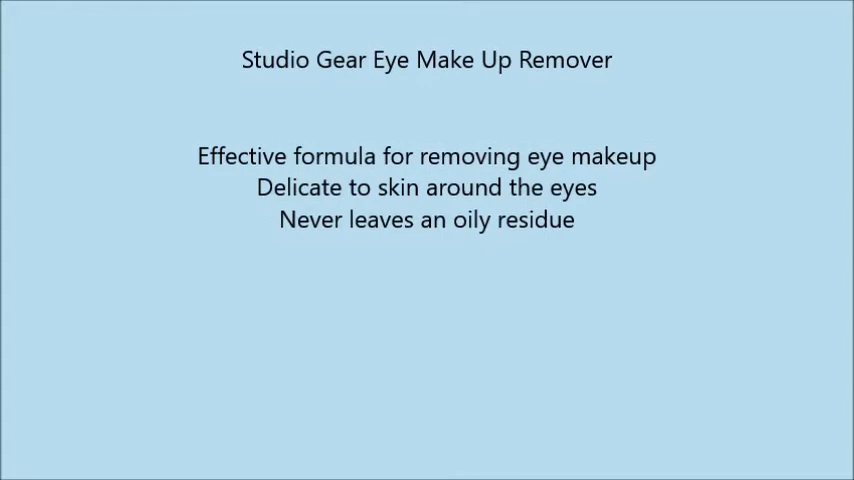 Studio Gear Eye Make Up Remover
Effective formula for removing eye makeup
Delicate to skin around the eyes
Never leaves an oily residue